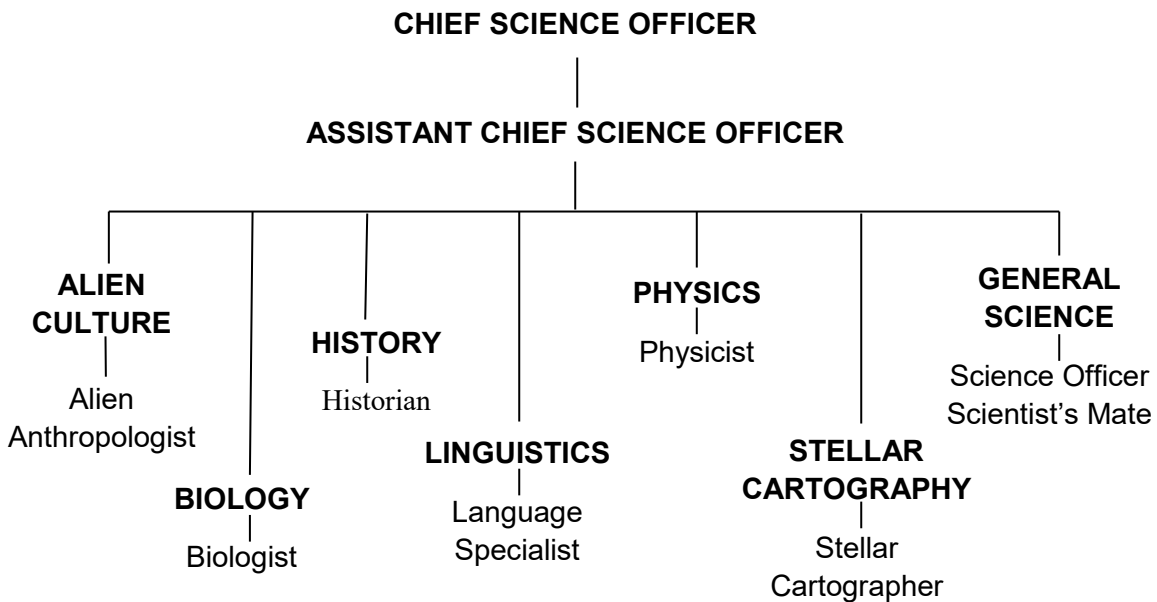 CHIEF SCIENCE OFFICER
ASSISTANT CHIEF SCIENCE OFFICER
ALIEN
CULTURE
Alien
Anthropologist
BIOLOGY
Biologist
HISTORY
Historian
LINGUISTICS
Language
Specialist
PHYSICS
Physicist
STELLAR
CARTOGRAPHY
Stellar
Cartographer
GENERAL
SCIENCE
Science Officer
Scientist’s Mate